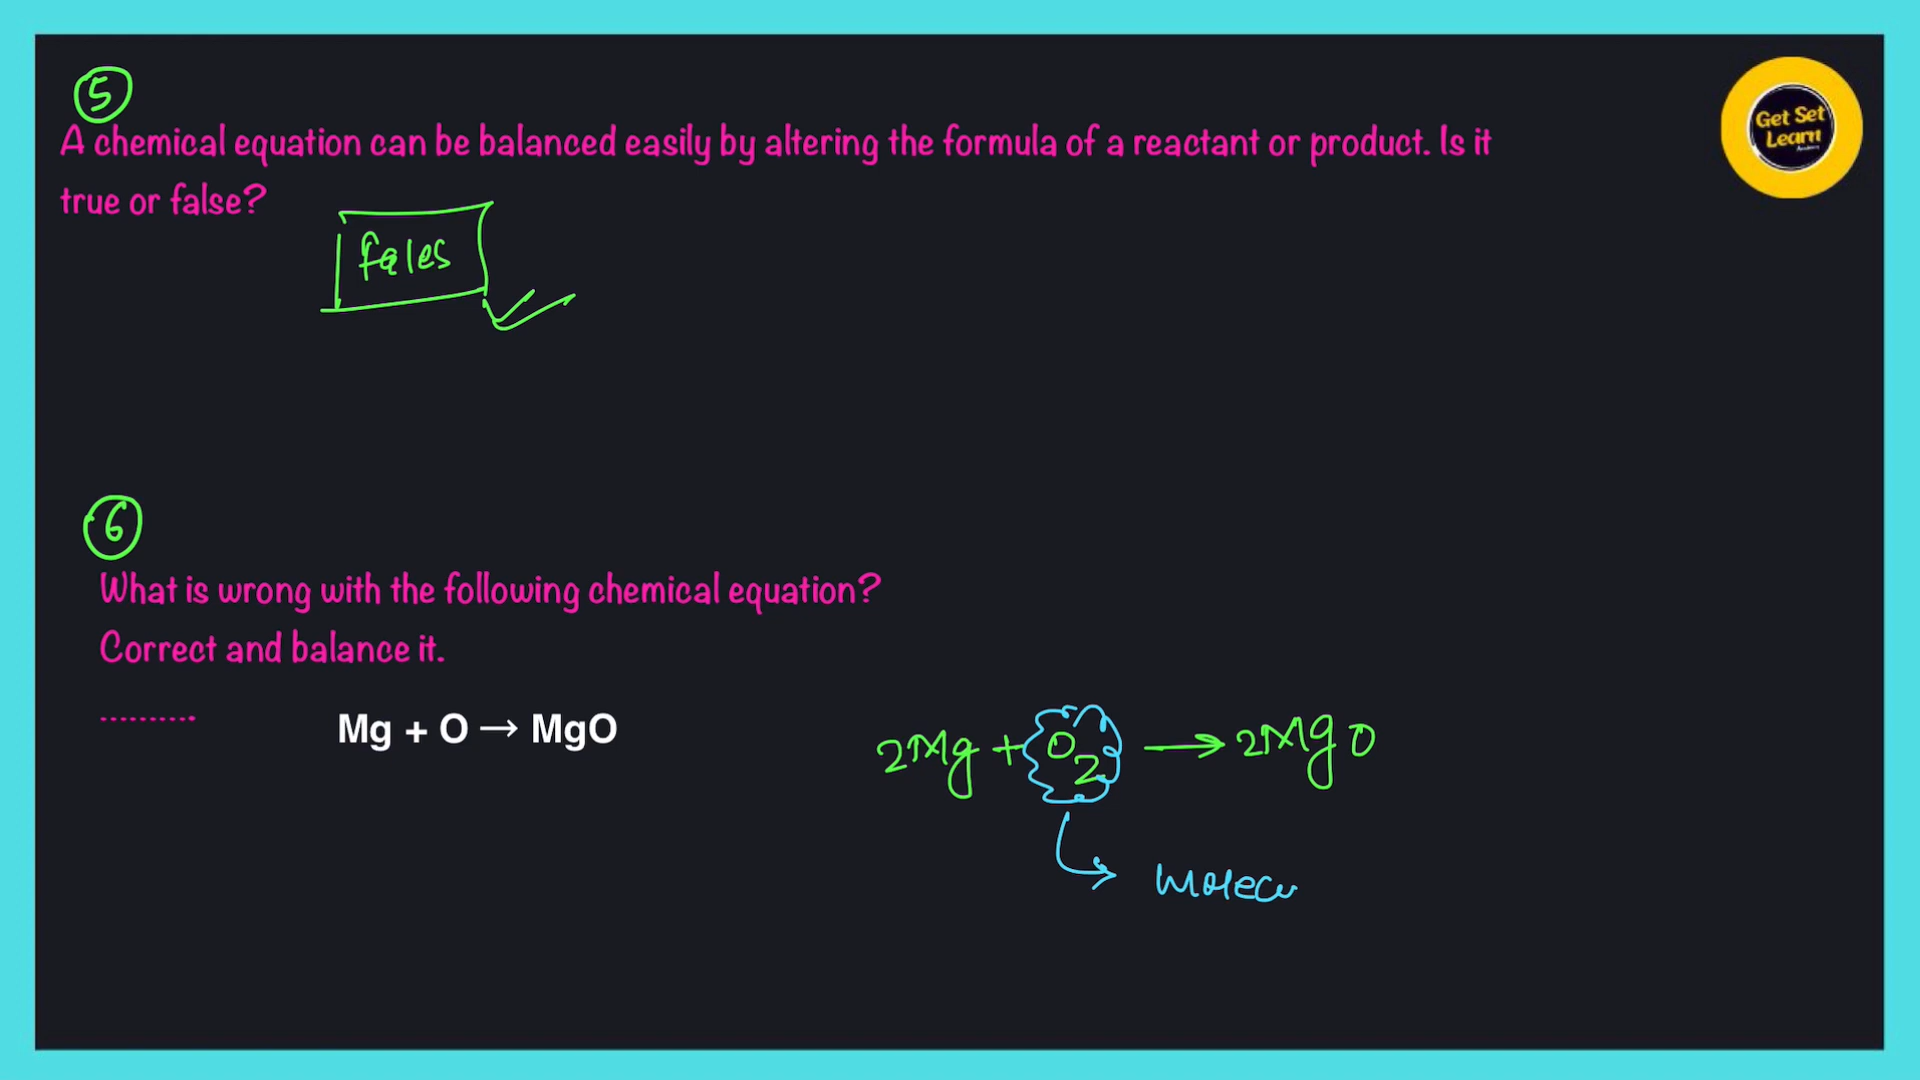 5
A chemical equation can be balanced easily by altering the formula of a reactant or product. Is it
true or false?
fales
Get Set
Learn
Academy
6
What is wrong with the following chemical equation?
Correct and balance it.
..........
Mg + O → MgO
2Mg + O₂ → 2MgO
molecu